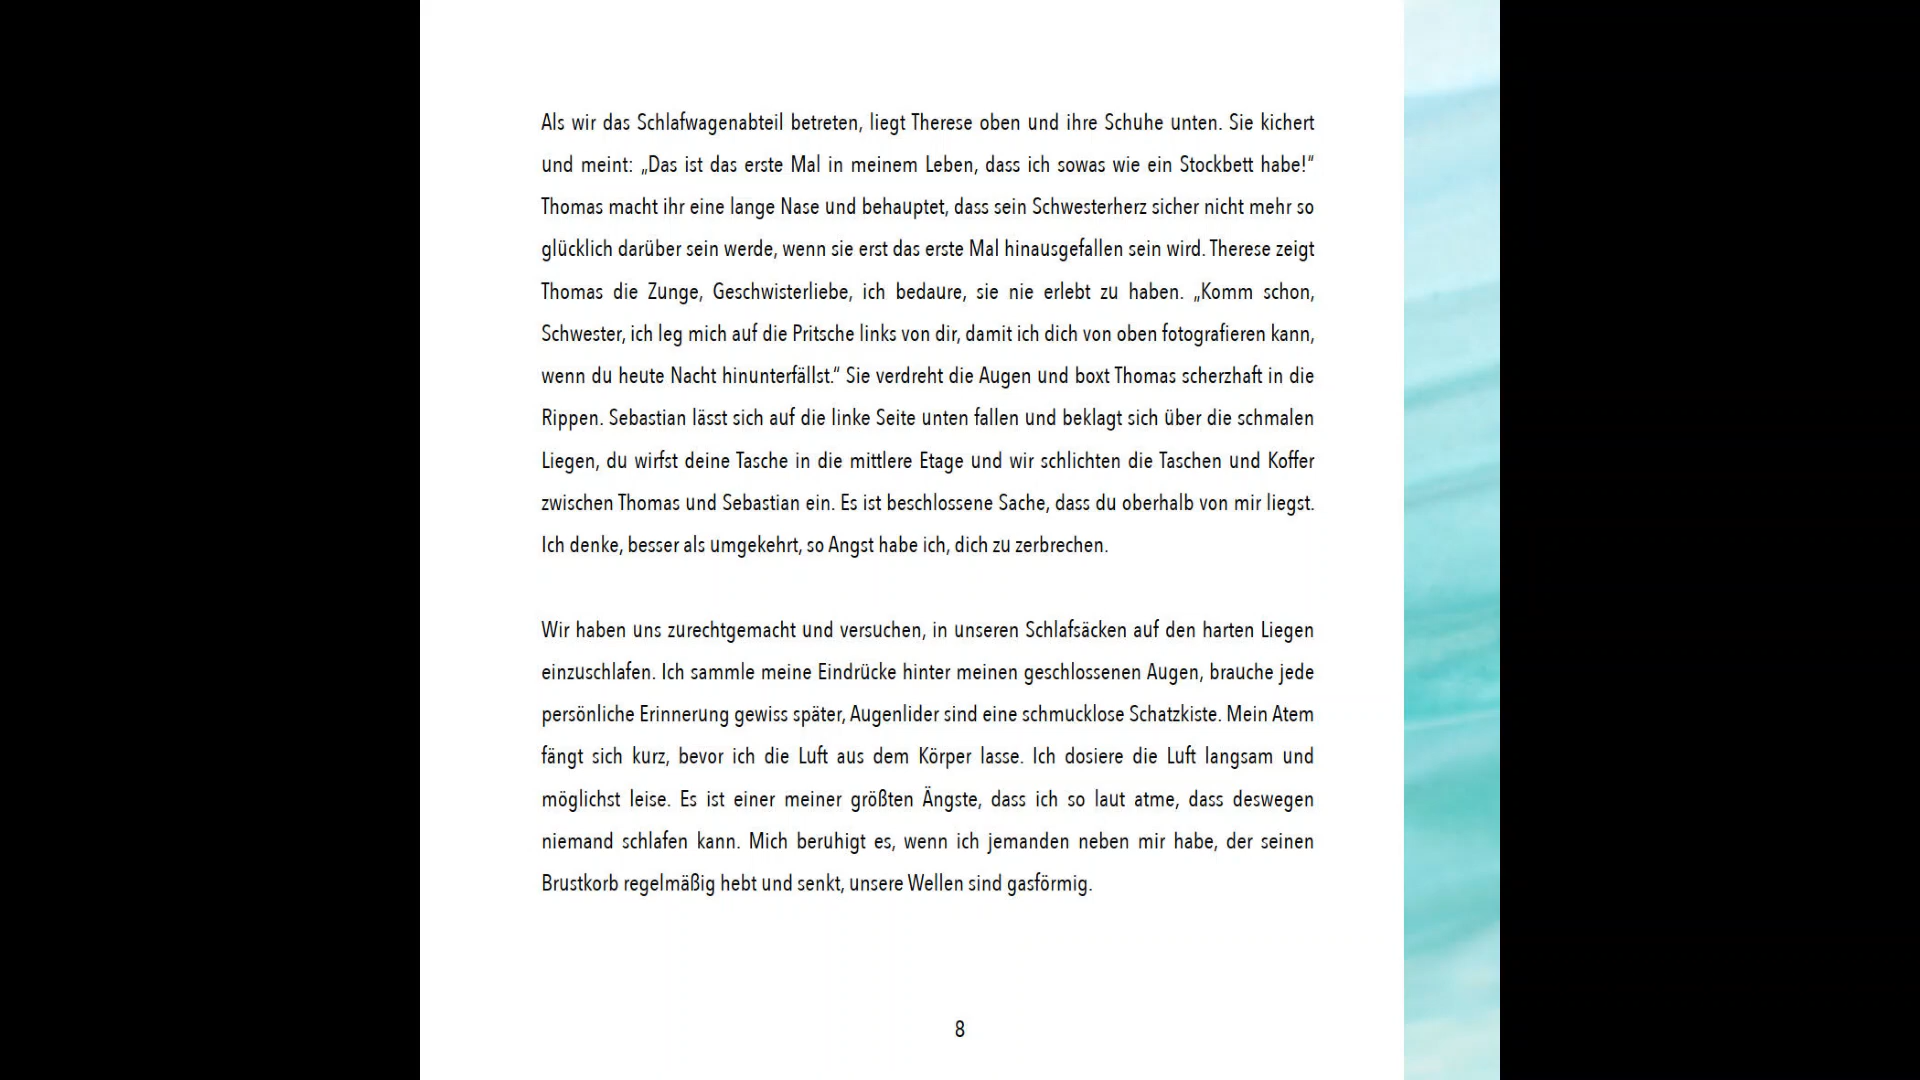 Als wir das Schlafwagenabteil betreten, liegt Therese oben und ihre Schuhe unten. Sie kichert
und meint: „Das ist das erste Mal in meinem Leben, dass ich sowas wie ein Stockbett habe!“
Thomas macht ihr eine lange Nase und behauptet, dass sein Schwesterherz sicher nicht mehr so
glücklich darüber sein werde, wenn sie erst das erste Mal hinausgefallen sein wird. Therese zeigt
Thomas die Zunge, Geschwisterliebe, ich bedaure, sie nie erlebt zu haben. „Komm schon,
Schwester, ich leg mich auf die Pritsche links von dir, damit ich dich von oben fotografieren kann,
wenn du heute Nacht hinunterfällst.“ Sie verdreht die Augen und boxt Thomas scherzhaft in die
Rippen. Sebastian lässt sich auf die linke Seite unten fallen und beklagt sich über die schmalen
Liegen, du wirfst deine Tasche in die mittlere Etage und wir schlichten die Taschen und Koffer
zwischen Thomas und Sebastian ein. Es ist beschlossene Sache, dass du oberhalb von mir liegst.
Ich denke, besser als umgekehrt, so Angst habe ich, dich zu zerbrechen.
Wir haben uns zurechtgemacht und versuchen, in unseren Schlafsäcken auf den harten Liegen
einzuschlafen. Ich sammle meine Eindrücke hinter meinen geschlossenen Augen, brauche jede
persönliche Erinnerung gewiss später, Augenlider sind eine schmucklose Schatzkiste. Mein Atem
fängt sich kurz, bevor ich die Luft aus dem Körper lasse. Ich dosiere die Luft langsam und
möglichst leise. Es ist einer meiner größten Ängste, dass ich so laut atme, dass deswegen
niemand schlafen kann. Mich beruhigt es, wenn ich jemanden neben mir habe, der seinen
Brustkorb regelmäßig hebt und senkt, unsere Wellen sind gasförmig.
8